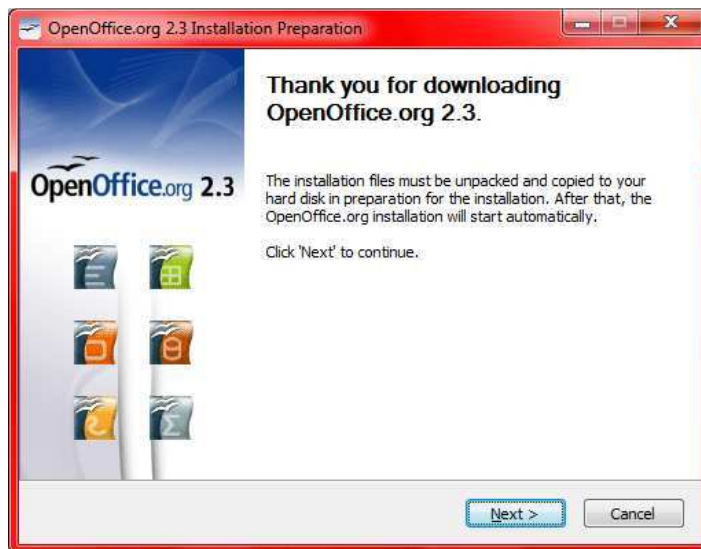 OpenOffice.org 2.3 Installation Preparation
Thank you for downloading
OpenOffice.org 2.3.
OpenOffice.org 2.3
The installation files must be unpacked and copied to your
hard disk in preparation for the installation. After that, the
OpenOffice.org installation will start automatically.
Click 'Next' to continue.
Next >
Cancel